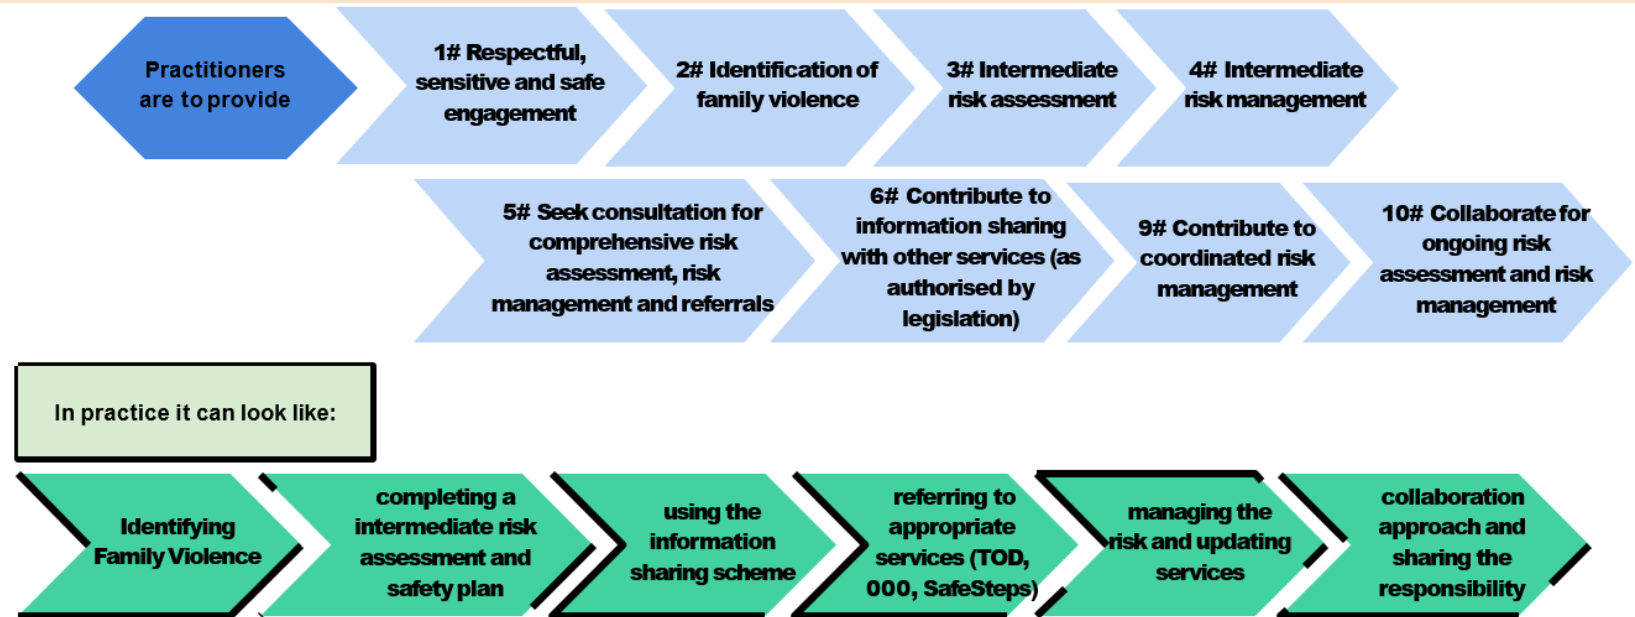 Practitioners
are to provide
1# Respectful,
sensitive and safe
engagement
2# Identification of
family violence
3# Intermediate
risk assessment
4# Intermediate
risk management
5# Seek consultation for
comprehensive risk
assessment, risk
management and referrals
6# Contribute to
information sharing
with other services (as
authorised by
legislation)
9# Contribute to
coordinated risk
management
10# Collaborate for
ongoing risk
assessment and risk
management
In practice it can look like:
Identifying
Family Violence
completing a
intermediate risk
assessment and
safety plan
using the
information
sharing scheme
referring to
appropriate
services (TOD,
000, SafeSteps)
managing the
risk and updating
services
collaboration
approach and
sharing the
responsibility